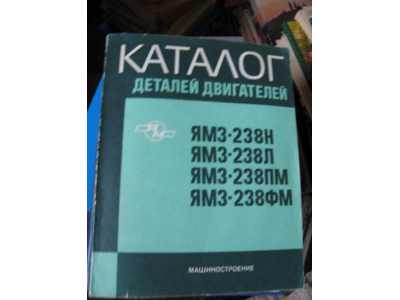 КАТАЛОГ
ДЕТАЛЕЙ ДВИГАТЕЛЕЙ
ЯМЗ-238Н
ЯМЗ-238Л
ЯМЗ-238ПМ
ЯМЗ-238ФМ
МАШИНОСТРОЕНИЕ